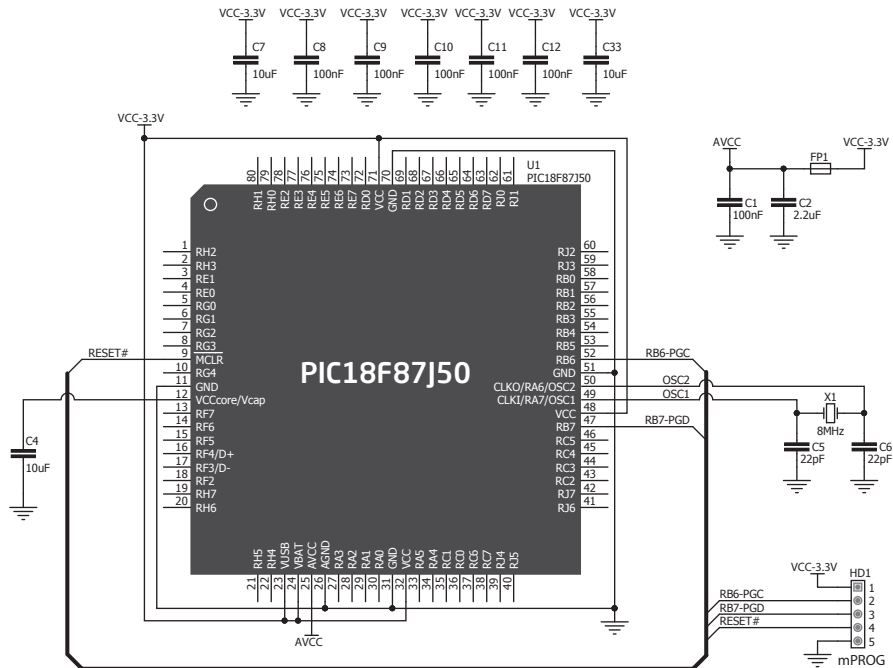 VCC-3.3V VCC-3.3V VCC-3.3V VCC-3.3V VCC-3.3V VCC-3.3V VCC-3.3V
C7 C8 C9 C10 C11 C12 C33
10uF 100nF 100nF 100nF 100nF 100nF 10uF
VCC-3.3V
AVCC VCC-3.3V
FP1
C1 C2
100nF 2.2uF
U1
PIC18F87J50
80 79 78 77 76 75 74 73 72 71 70 69 68 67 66 65 64 63 62 61
RH1 RH0 RE2 RE3 RE4 RE5 RE6 RE7 RD0 VCC GND RD1 RD2 RD3 RD4 RD5 RD6 RD7 RJ0 RJ1
1 RH2
2 RH3
3 RE1
4 RE0
5 RG0
6 RG1
7 RG2
8 RG3
RESET# 9 MCLR
10 RG4
11 GND
12 VCCcore/Vcap
13 RF7
14 RF6
15 RF5
16 RF4/D+
17 RF3/D-
18 RF2
19 RH7
20 RH6
PIC18F87J50
RJ2 60
RJ3 59
RB0 58
RB1 57
RB2 56
RB3 55
RB4 54
RB5 53
RB6 52 RB6-PGC
GND 51
CLKO/RA6/OSC2 50 OSC2
CLKI/RA7/OSC1 49 OSC1
VCC 48
RB7 47 RB7-PGD
RC5 46
RC4 45
RC3 44
RC2 43
RJ7 42
RJ6 41
X1
8MHz
C5 C6
22pF 22pF
C4
10uF
RH5 RH4 VUSB VBAT AVCC AGND RA3 RA2 RA1 RA0 GND VCC RA5 RA4 RC1 RC0 RC6 RC7 RJ4 RJ5
21 22 23 24 25 26 27 28 29 30 31 32 33 34 35 36 37 38 39 40
AVCC
VCC-3.3V HD1
1
RB6-PGC 2
RB7-PGD 3
RESET# 4
5
mPROG